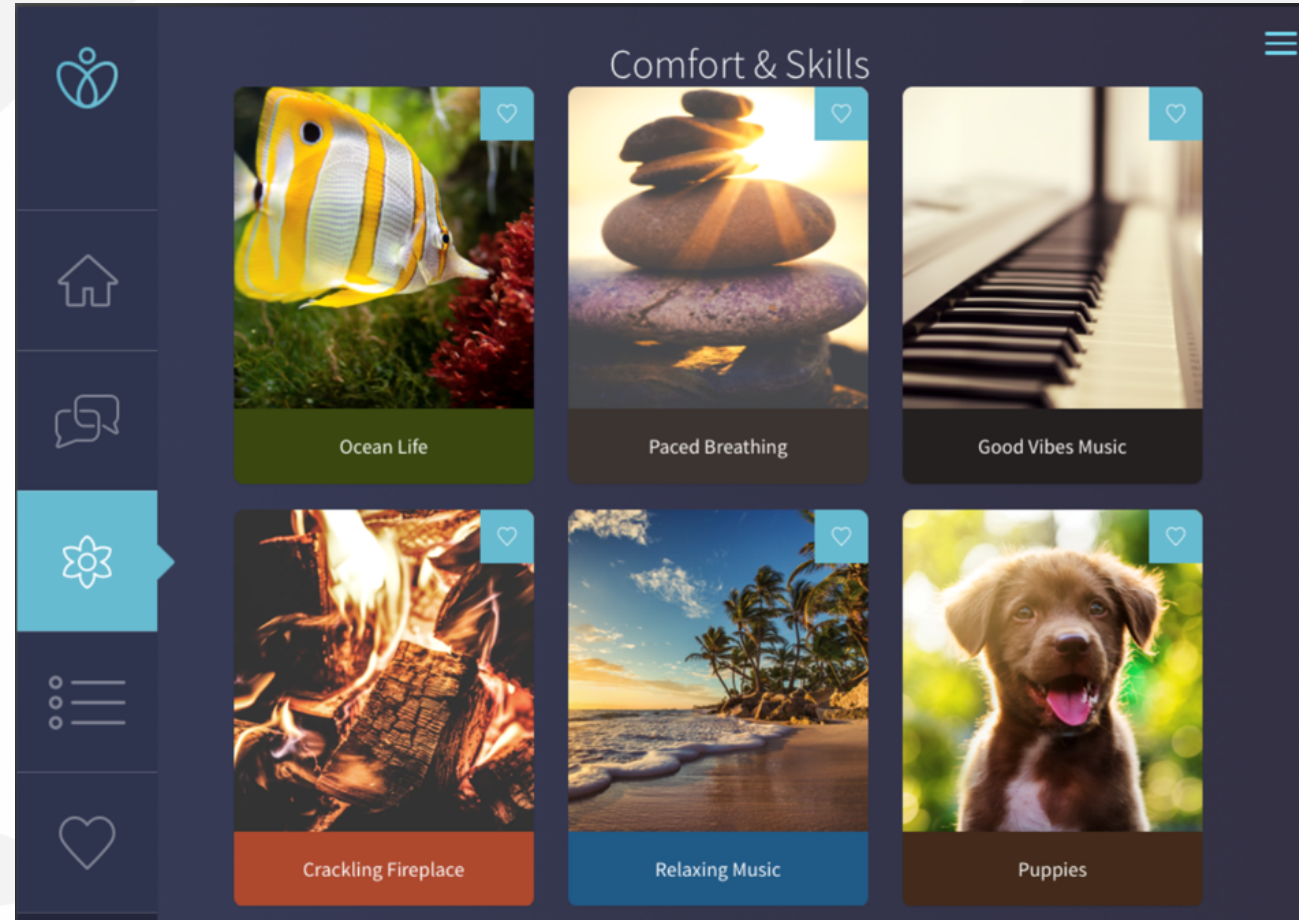 Comfort & Skills
Ocean Life
Paced Breathing
Good Vibes Music
Crackling Fireplace
Relaxing Music
Puppies